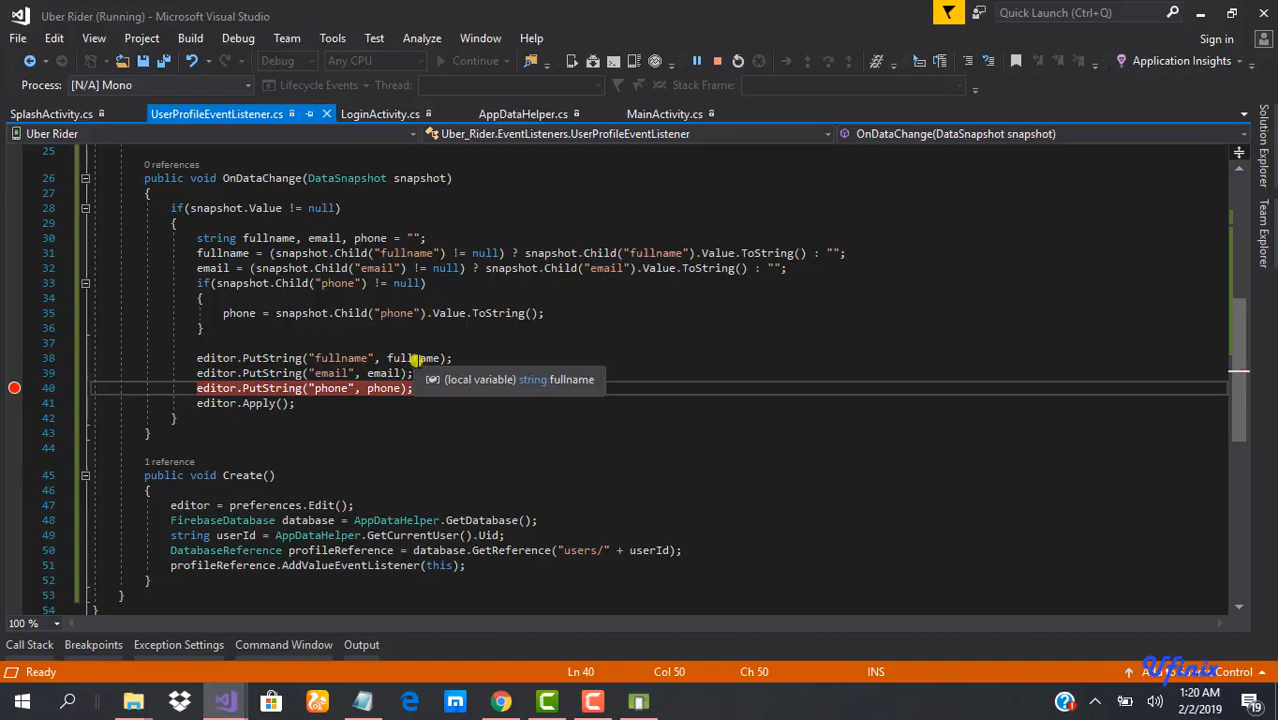 Uber Rider (Running) - Microsoft Visual Studio
Quick Launch (Ctrl+Q)
File Edit View Project Build Debug Team Tools Test Analyze Window Help Sign in
Debug Any CPU Continue Application Insights
Process: [N/A] Mono Lifecycle Events Thread: Stack Frame:
SplashActivity.cs UserProfileEventListener.cs LoginActivity.cs AppDataHelper.cs MainActivity.cs
Uber Rider Uber_Rider.EventListeners.UserProfileEventListener OnDataChange(DataSnapshot snapshot)
25
0 references
26 public void OnDataChange(DataSnapshot snapshot)
27 {
28 if(snapshot.Value != null)
29 {
30 string fullname, email, phone = "";
31 fullname = (snapshot.Child("fullname") != null) ? snapshot.Child("fullname").Value.ToString() : "";
32 email = (snapshot.Child("email") != null) ? snapshot.Child("email").Value.ToString() : "";
33 if(snapshot.Child("phone") != null)
34 {
35 phone = snapshot.Child("phone").Value.ToString();
36 }
37
38 editor.PutString("fullname", fullname);
39 editor.PutString("email", email);
(local variable) string fullname
40 editor.PutString("phone", phone);
41 editor.Apply();
42 }
43 }
44
1 reference
45 public void Create()
46 {
47 editor = preferences.Edit();
48 FirebaseDatabase database = AppDataHelper.GetDatabase();
49 string userId = AppDataHelper.GetCurrentUser().Uid;
50 DatabaseReference profileReference = database.GetReference("users/" + userId);
51 profileReference.AddValueEventListener(this);
52 }
53 }
54 }
Solution Explorer
Team Explorer
100 %
Call Stack Breakpoints Exception Settings Command Window Output
Ready Ln 40 Col 50 Ch 50 INS Add to Source Control
Ufinix
1:20 AM
2/2/2019
19